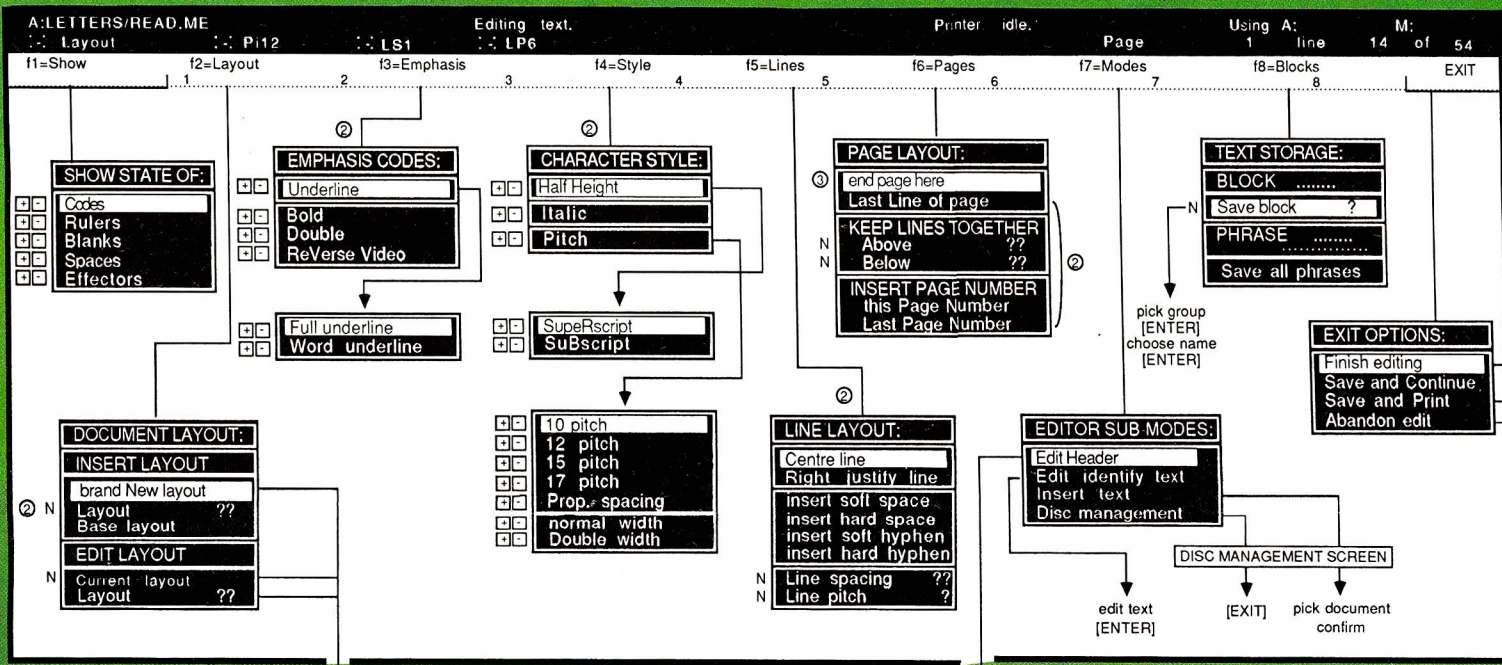 A:LETTERS/READ.ME Editing text. Printer idle. Using A: M:
Layout Pi12 LS1 LP6 Page 1 line 14 of 54
f1=Show f2=Layout f3=Emphasis f4=Style f5=Lines f6=Pages f7=Modes f8=Blocks EXIT
1 2 3 4 5 6 7 8
SHOW STATE OF:
+ - Codes
+ - Rulers
+ - Blanks
+ - Spaces
+ - Effectors
DOCUMENT LAYOUT:
INSERT LAYOUT
brand New layout
② N Layout ??
Base layout
EDIT LAYOUT
N Current layout
Layout ??
②
EMPHASIS CODES:
+ - Underline
+ - Bold
+ - Double
+ - ReVerse Video
+ - Full underline
+ - Word underline
②
CHARACTER STYLE:
+ - Half Height
+ - Italic
+ - Pitch
+ - SupeRscript
+ - SuBscript
+ - 10 pitch
+ - 12 pitch
+ - 15 pitch
+ - 17 pitch
+ - Prop. spacing
+ - normal width
+ - Double width
②
LINE LAYOUT:
Centre line
Right justify line
insert soft space
insert hard space
insert soft hyphen
insert hard hyphen
N Line spacing ??
N Line pitch ?
PAGE LAYOUT:
③ end page here
Last Line of page
KEEP LINES TOGETHER
N Above ??
N Below ??
②
INSERT PAGE NUMBER
this Page Number
Last Page Number
EDITOR SUB-MODES:
Edit Header
Edit identify text
Insert text
Disc management
DISC MANAGEMENT SCREEN
edit text
[ENTER]
[EXIT]
pick document
confirm
TEXT STORAGE:
BLOCK ........
N Save block ?
PHRASE ........
..............
Save all phrases
pick group
[ENTER]
choose name
[ENTER]
EXIT OPTIONS:
Finish editing
Save and Continue
Save and Print
Abandon edit